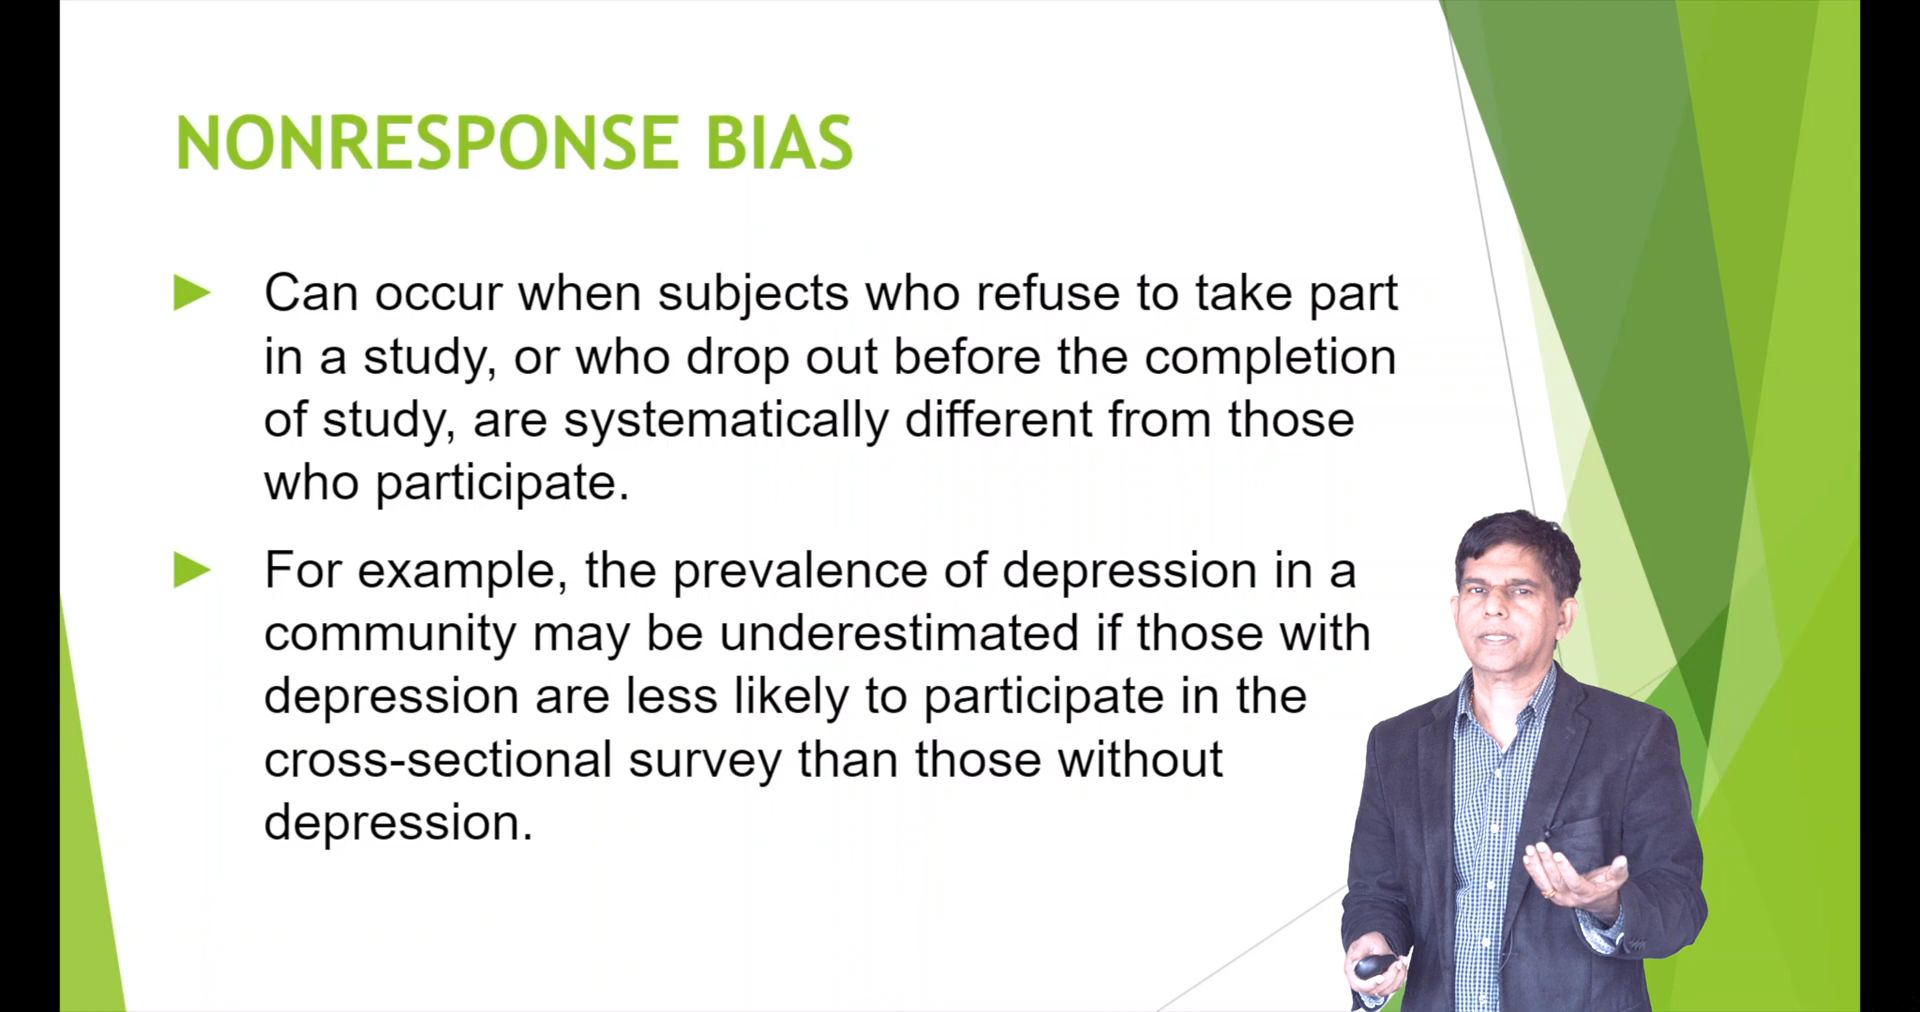 NONRESPONSE BIAS
Can occur when subjects who refuse to take part
in a study, or who drop out before the completion
of study, are systematically different from those
who participate.
For example, the prevalence of depression in a
community may be underestimated if those with
depression are less likely to participate in the
cross-sectional survey than those without
depression.